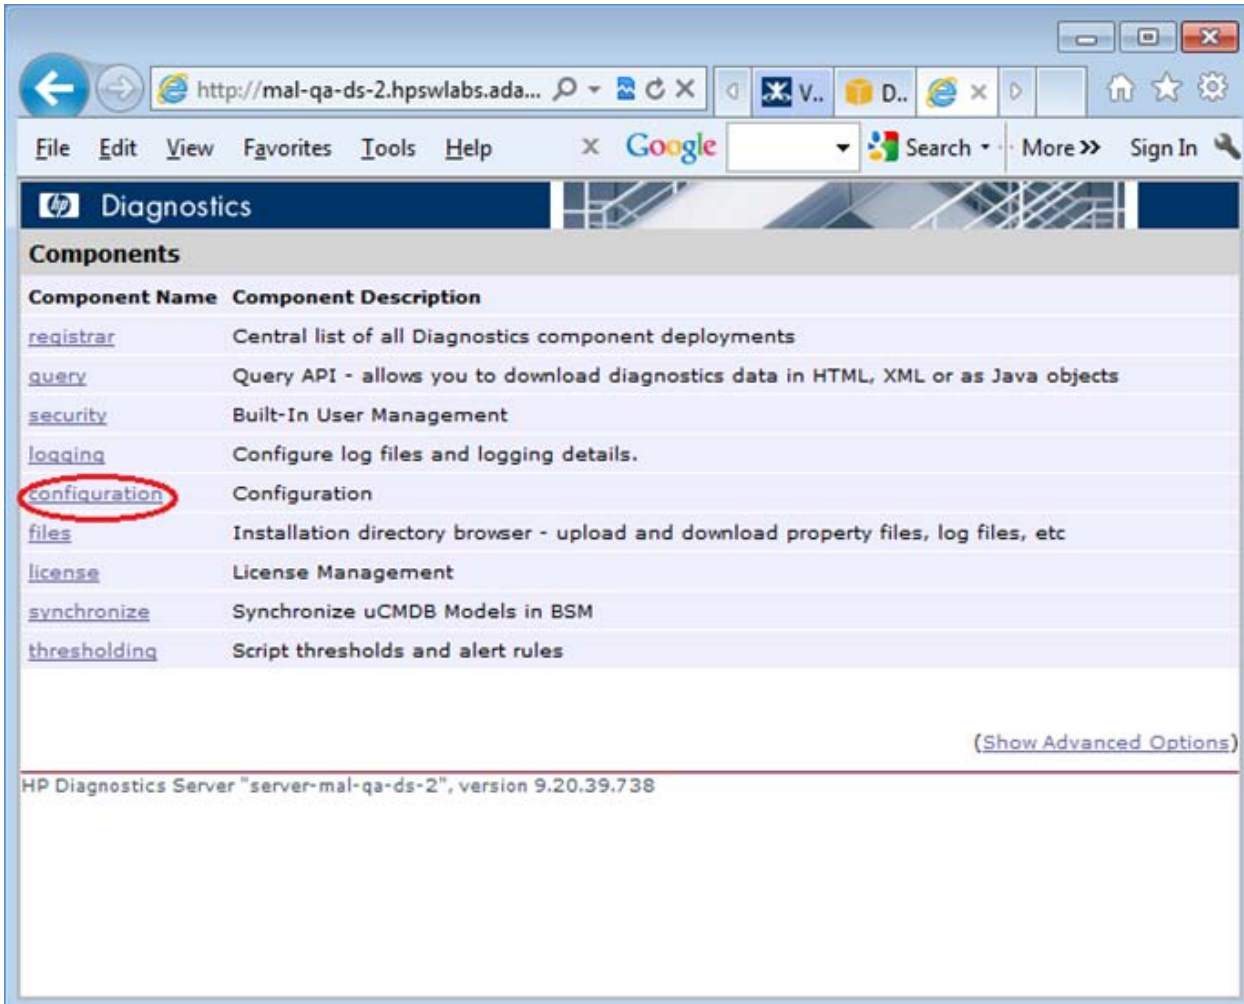 http://mal-qa-ds-2.hpswlabs.ada...
V..
D..
File Edit View Favorites Tools Help
x Google
Search
More >>
Sign In
hp Diagnostics
Components
Component Name Component Description
registrar Central list of all Diagnostics component deployments
query Query API - allows you to download diagnostics data in HTML, XML or as Java objects
security Built-In User Management
logging Configure log files and logging details.
configuration Configuration
files Installation directory browser - upload and download property files, log files, etc
license License Management
synchronize Synchronize uCMDB Models in BSM
thresholding Script thresholds and alert rules
(Show Advanced Options)
HP Diagnostics Server "server-mal-qa-ds-2", version 9.20.39.738